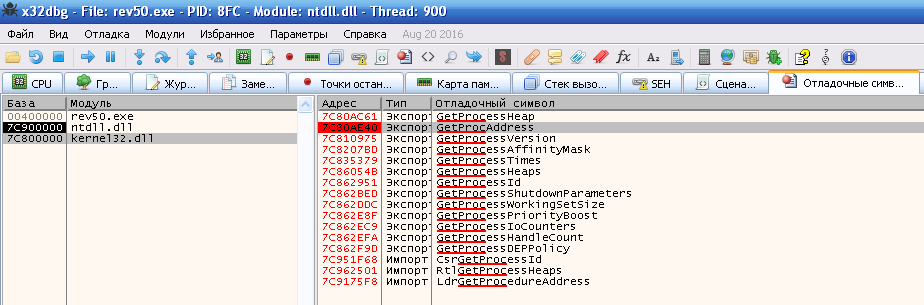 x32dbg - File: rev50.exe - PID: 8FC - Module: ntdll.dll - Thread: 900
Файл Вид Отладка Модули Избранное Параметры Справка Aug 20 2016
CPU Гр... Жур... Заме... Точки остан... Карта пам... Стек вызо... SEH Сцена... Отладочные симв...
База Модуль Адрес Тип Отладочный символ
00400000 rev50.exe 7C80AC61 Экспорт GetProcessHeap
7C900000 ntdll.dll 7C80AE40 Экспорт GetProcAddress
7C800000 kernel32.dll 7C810975 Экспорт GetProcessVersion
7C8207BD Экспорт GetProcessAffinityMask
7C835379 Экспорт GetProcessTimes
7C86054B Экспорт GetProcessHeaps
7C862951 Экспорт GetProcessId
7C862BED Экспорт GetProcessShutdownParameters
7C862DDC Экспорт GetProcessWorkingSetSize
7C862E8F Экспорт GetProcessPriorityBoost
7C862EC6 Экспорт GetProcessIoCounters
7C862EFA Экспорт GetProcessHandleCount
7C862F9D Экспорт GetProcessDEPPolicy
7C951F68 Импорт CsrGetProcessId
7C962501 Импорт RtlGetProcessHeaps
7C9175F8 Импорт LdrGetProcedureAddress